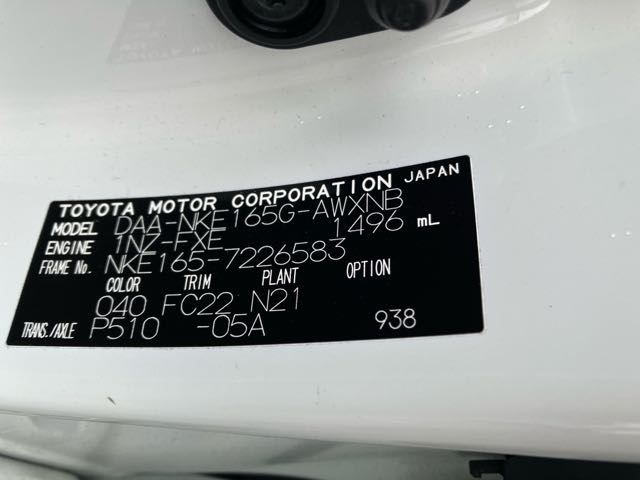 TOYOTA MOTOR CORPORATION JAPAN
MODEL DAA-NKE165G-AWXNB
ENGINE 1NZ-FXE 1496 mL
FRAME No. NKE165-7226583
COLOR TRIM PLANT OPTION
040 FC22 N21
TRANS./AXLE P510 -05A 938